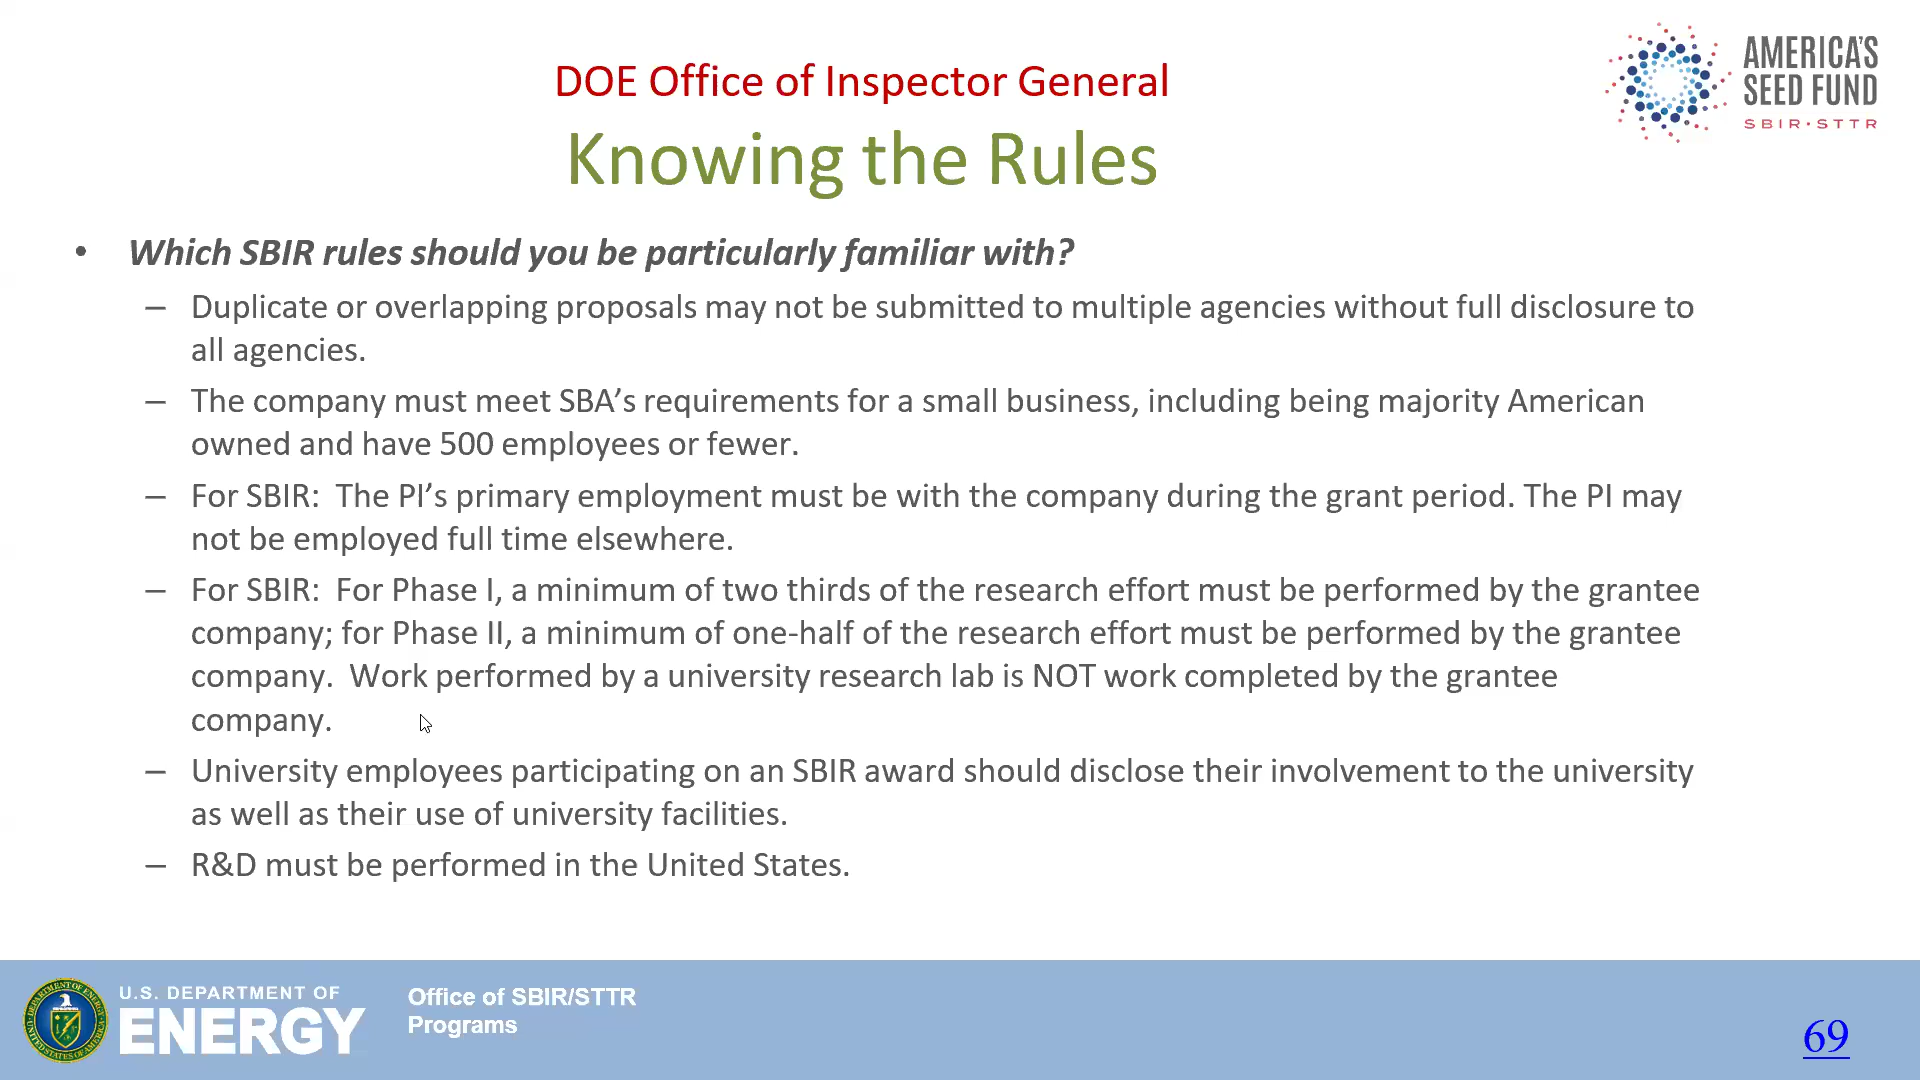 AMERICA'S
SEED FUND
SBIR·STTR
DOE Office of Inspector General
Knowing the Rules
• Which SBIR rules should you be particularly familiar with?
– Duplicate or overlapping proposals may not be submitted to multiple agencies without full disclosure to
all agencies.
– The company must meet SBA’s requirements for a small business, including being majority American
owned and have 500 employees or fewer.
– For SBIR:  The PI’s primary employment must be with the company during the grant period. The PI may
not be employed full time elsewhere.
– For SBIR:  For Phase I, a minimum of two thirds of the research effort must be performed by the grantee
company; for Phase II, a minimum of one-half of the research effort must be performed by the grantee
company.  Work performed by a university research lab is NOT work completed by the grantee
company.
– University employees participating on an SBIR award should disclose their involvement to the university
as well as their use of university facilities.
– R&D must be performed in the United States.
DEPARTMENT OF ENERGY
UNITED STATES OF AMERICA
U.S. DEPARTMENT OF
ENERGY
Office of SBIR/STTR
Programs
69